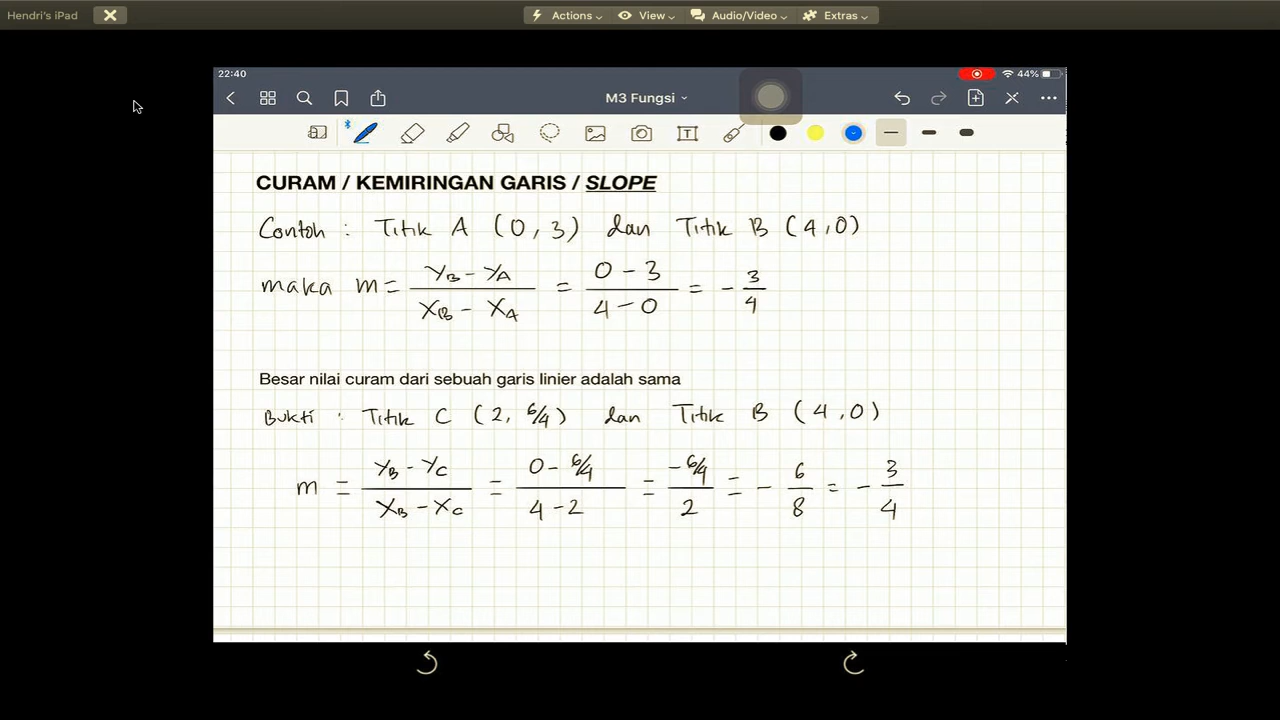 Hendri's iPad
Actions View Audio/Video Extras
22:40 44%
M3 Fungsi
T
CURAM / KEMIRINGAN GARIS / SLOPE
Contoh : Titik A (0, 3) dan Titik B (4,0)
maka m = (YB - YA) / (XB - XA) = (0 - 3) / (4 - 0) = - 3/4
Besar nilai curam dari sebuah garis linier adalah sama
Bukti : Titik C (2, 6/4) dan Titik B (4,0)
m = (YB - YC) / (XB - XC) = (0 - 6/4) / (4 - 2) = (-6/4) / 2 = - 6/8 = - 3/4